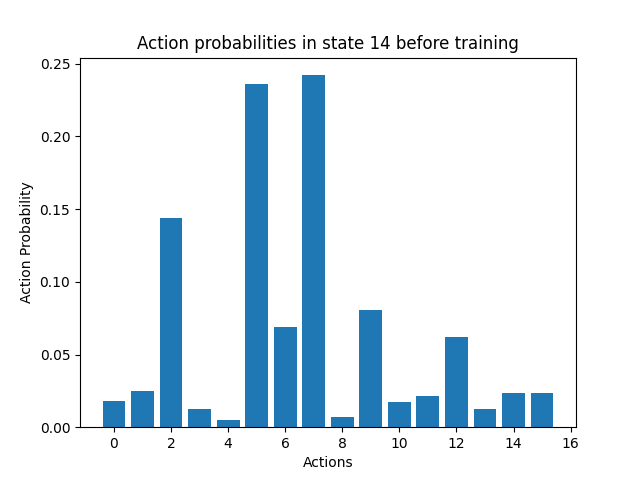 Action probabilities in state 14 before training
0.25
0.20
0.15
0.10
0.05
0.00
Action Probability
0 2 4 6 8 10 12 14 16
Actions